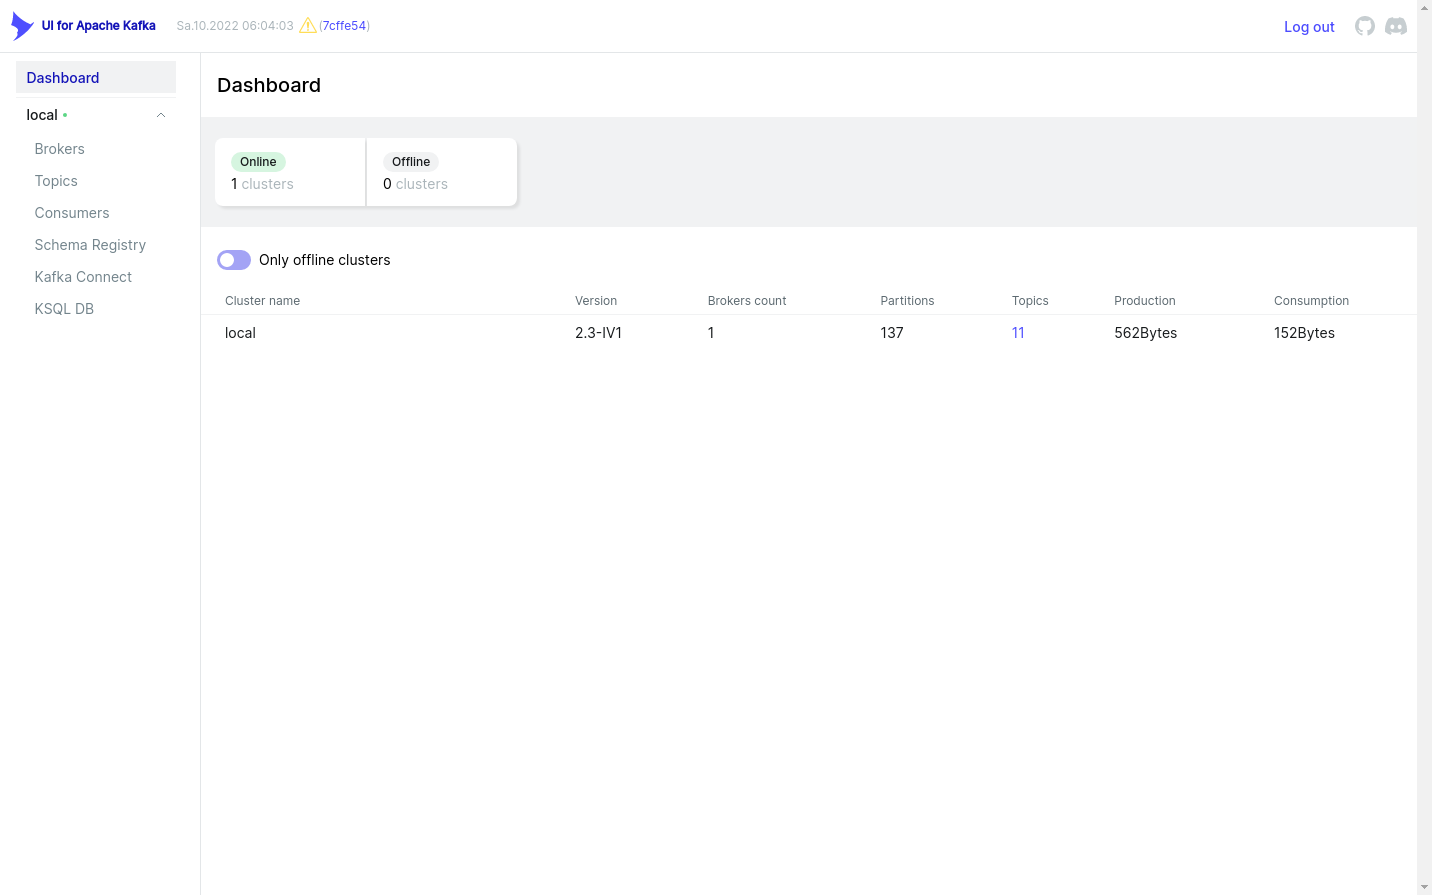 UI for Apache Kafka
Sa.10.2022 06:04:03 (7cffe54)
Log out
Dashboard
local
Brokers
Topics
Consumers
Schema Registry
Kafka Connect
KSQL DB
Dashboard
Online
1 clusters
Offline
0 clusters
Only offline clusters
Cluster name Version Brokers count Partitions Topics Production Consumption
local 2.3-IV1 1 137 11 562Bytes 152Bytes